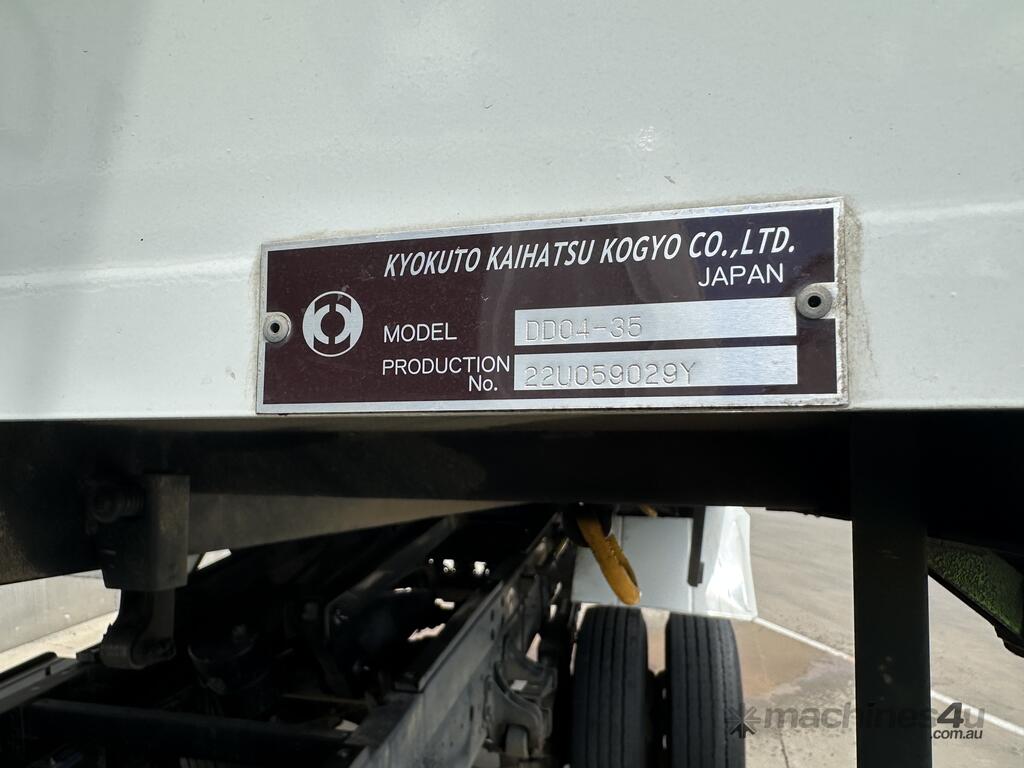 KYOKUTO KAIHATSU KOGYO CO.,LTD.
JAPAN
MODEL DD04-35
PRODUCTION
No. 22U059029Y
machines4u
.com.au